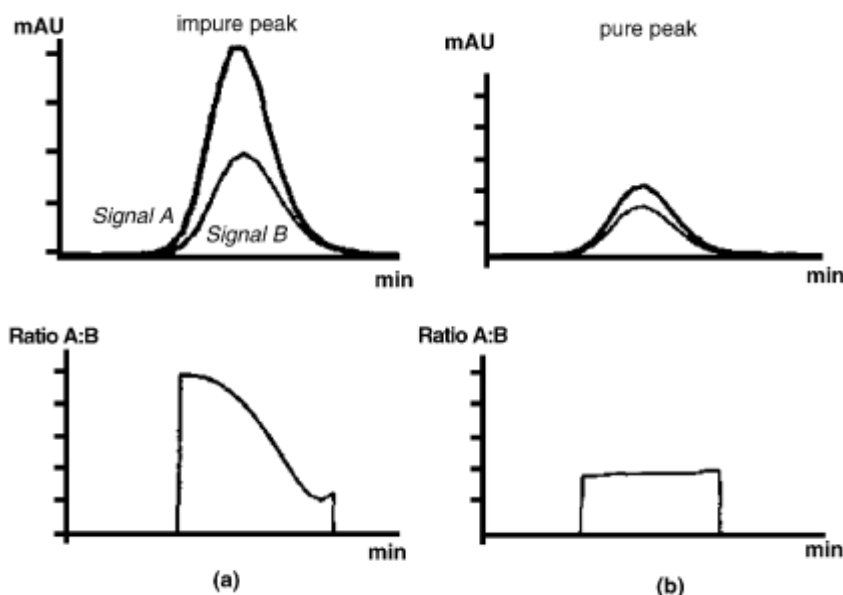 impure peak
mAU
Signal A
Signal B
min
pure peak
mAU
min
Ratio A:B
min
(a)
Ratio A:B
min
(b)